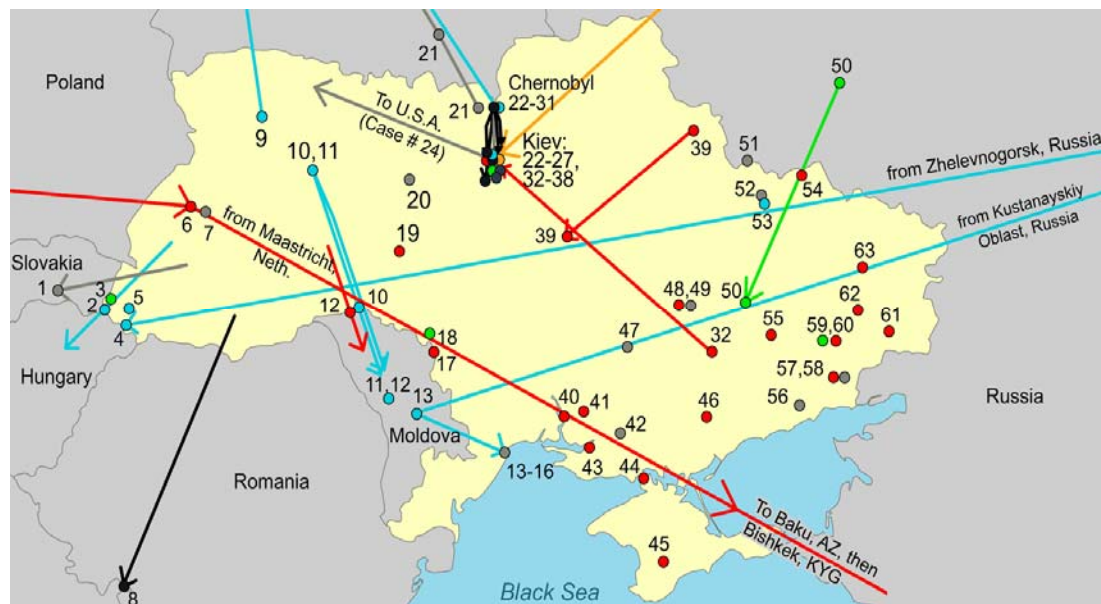 Poland
21
Chernobyl
22-31
21
50
To U.S.A.
(Case # 24)
Kiev:
22-27,
32-38
9
10,11
20
39
51
52
53
54
from Zhelevnogorsk, Russia
from Kustanayskiy
Oblast, Russia
6
7
from Maastricht,
Neth.
19
39
63
Slovakia
1
3
2
5
4
12
10
48,49
50
62
61
18
17
47
32
55
59,60
Hungary
11,12
13
57,58
56
Russia
Moldova
40
41
42
46
Romania
13-16
43
44
To Baku, AZ, then
Bishkek, KYG
45
8
Black Sea